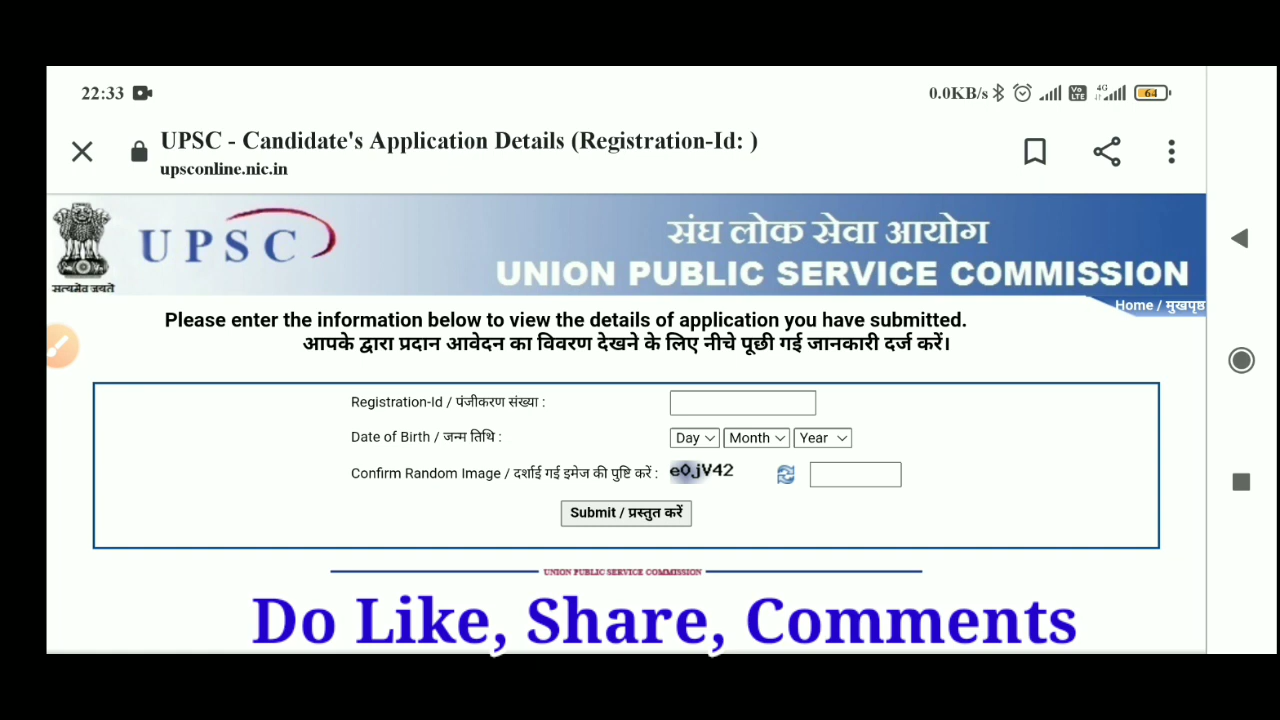 22:33 0.0KB/s Vo LTE 4G 64
UPSC - Candidate's Application Details (Registration-Id: )
upsconline.nic.in
UPSC
संघ लोक सेवा आयोग
UNION PUBLIC SERVICE COMMISSION
सत्यमेव जयते
Home / मुखपृष्ठ
Please enter the information below to view the details of application you have submitted.
आपके द्वारा प्रदान आवेदन का विवरण देखने के लिए नीचे पूछी गई जानकारी दर्ज करें।
Registration-Id / पंजीकरण संख्या :
Date of Birth / जन्म तिथि : Day Month Year
Confirm Random Image / दर्शाई गई इमेज की पुष्टि करें : e0jV42
Submit / प्रस्तुत करें
UNION PUBLIC SERVICE COMMISSION
Do Like, Share, Comments